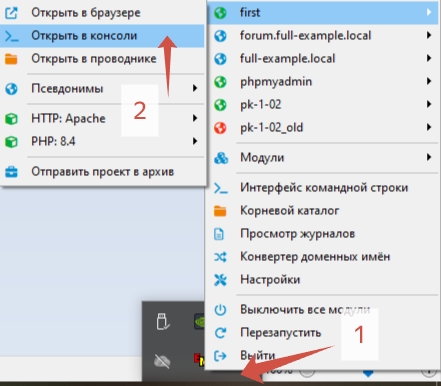 Открыть в браузере
Открыть в консоли
Открыть в проводнике
Псевдонимы
HTTP: Apache
PHP: 8.4
Отправить проект в архив
2
first
forum.full-example.local
full-example.local
phpmyadmin
pk-1-02
pk-1-02_old
Модули
Интерфейс командной строки
Корневой каталог
Просмотр журналов
Конвертер доменных имён
Настройки
Выключить все модули
Перезапустить
Выйти
1